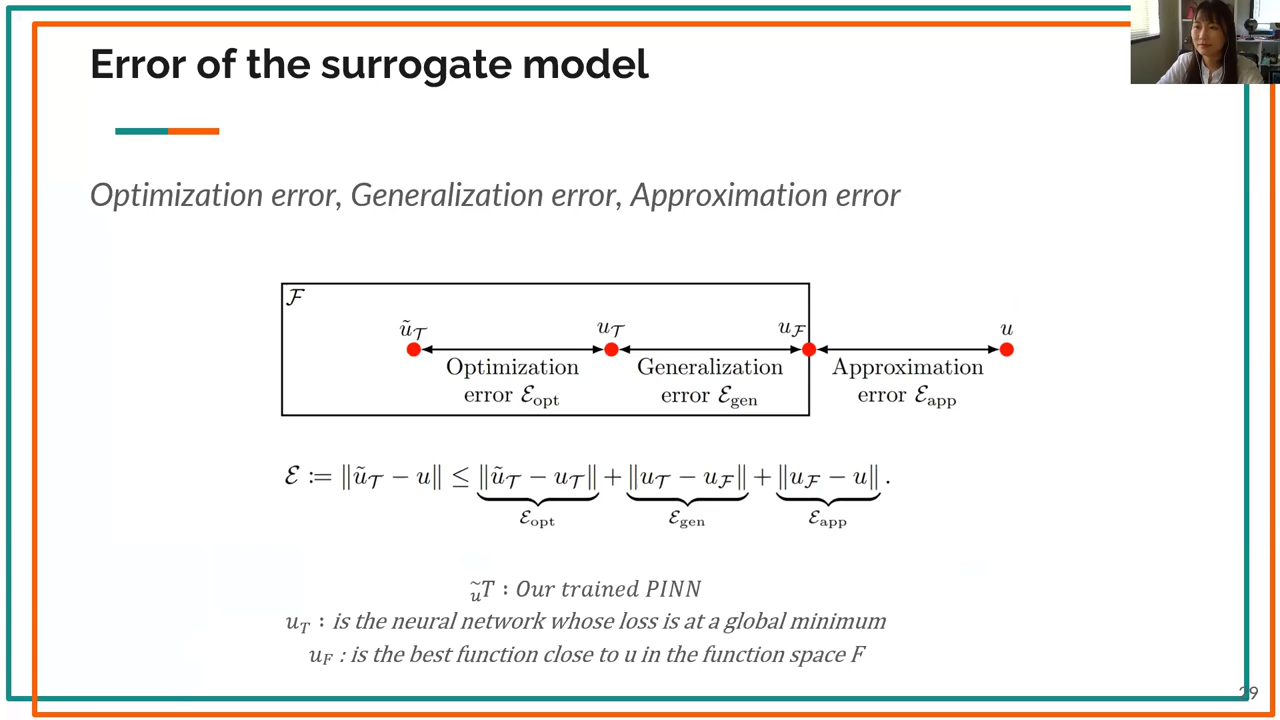 Error of the surrogate model
Optimization error, Generalization error, Approximation error
ℱ
ũ_𝒯 u_𝒯 u_ℱ u
Optimization Generalization Approximation
error ℰ_opt error ℰ_gen error ℰ_app
ℰ := ‖ũ_𝒯 − u‖ ≤ ‖ũ_𝒯 − u_𝒯‖ + ‖u_𝒯 − u_ℱ‖ + ‖u_ℱ − u‖.
ℰ_opt ℰ_gen ℰ_app
ũT : Our trained PINN
u_T : is the neural network whose loss is at a global minimum
u_F : is the best function close to u in the function space F
29